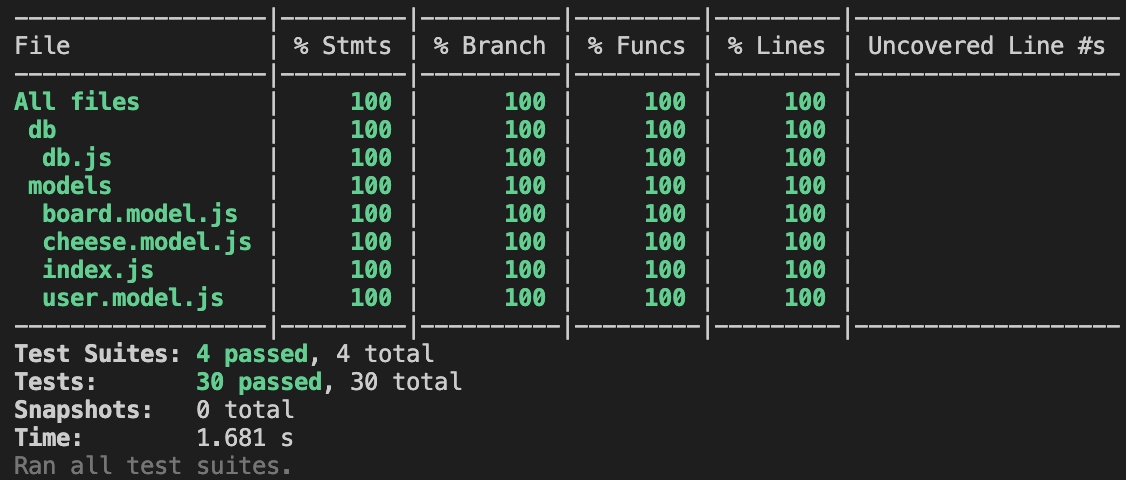 -------------------|---------|----------|---------|---------|-------------------
File               | % Stmts | % Branch | % Funcs | % Lines | Uncovered Line #s
-------------------|---------|----------|---------|---------|-------------------
All files          |     100 |      100 |     100 |     100 |
 db                |     100 |      100 |     100 |     100 |
  db.js            |     100 |      100 |     100 |     100 |
 models            |     100 |      100 |     100 |     100 |
  board.model.js   |     100 |      100 |     100 |     100 |
  cheese.model.js  |     100 |      100 |     100 |     100 |
  index.js         |     100 |      100 |     100 |     100 |
  user.model.js    |     100 |      100 |     100 |     100 |
-------------------|---------|----------|---------|---------|-------------------
Test Suites: 4 passed, 4 total
Tests:       30 passed, 30 total
Snapshots:   0 total
Time:        1.681 s
Ran all test suites.